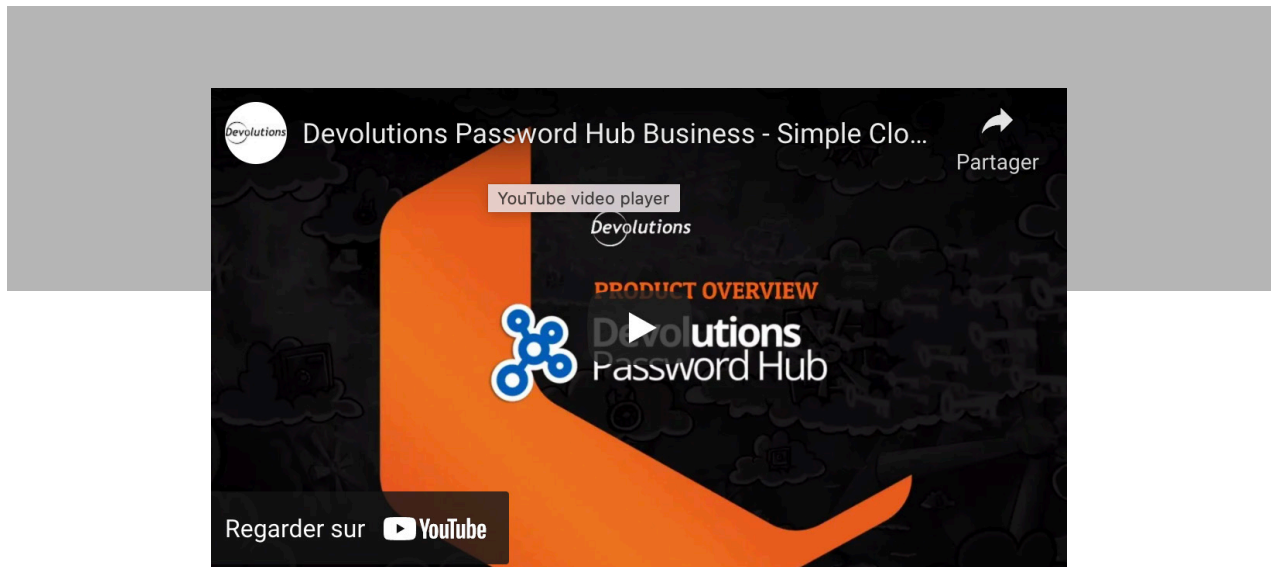 Devolutions
Devolutions Password Hub Business - Simple Clo...
Partager
YouTube video player
Devolutions
PRODUCT OVERVIEW
Devolutions
Password Hub
Regarder sur YouTube